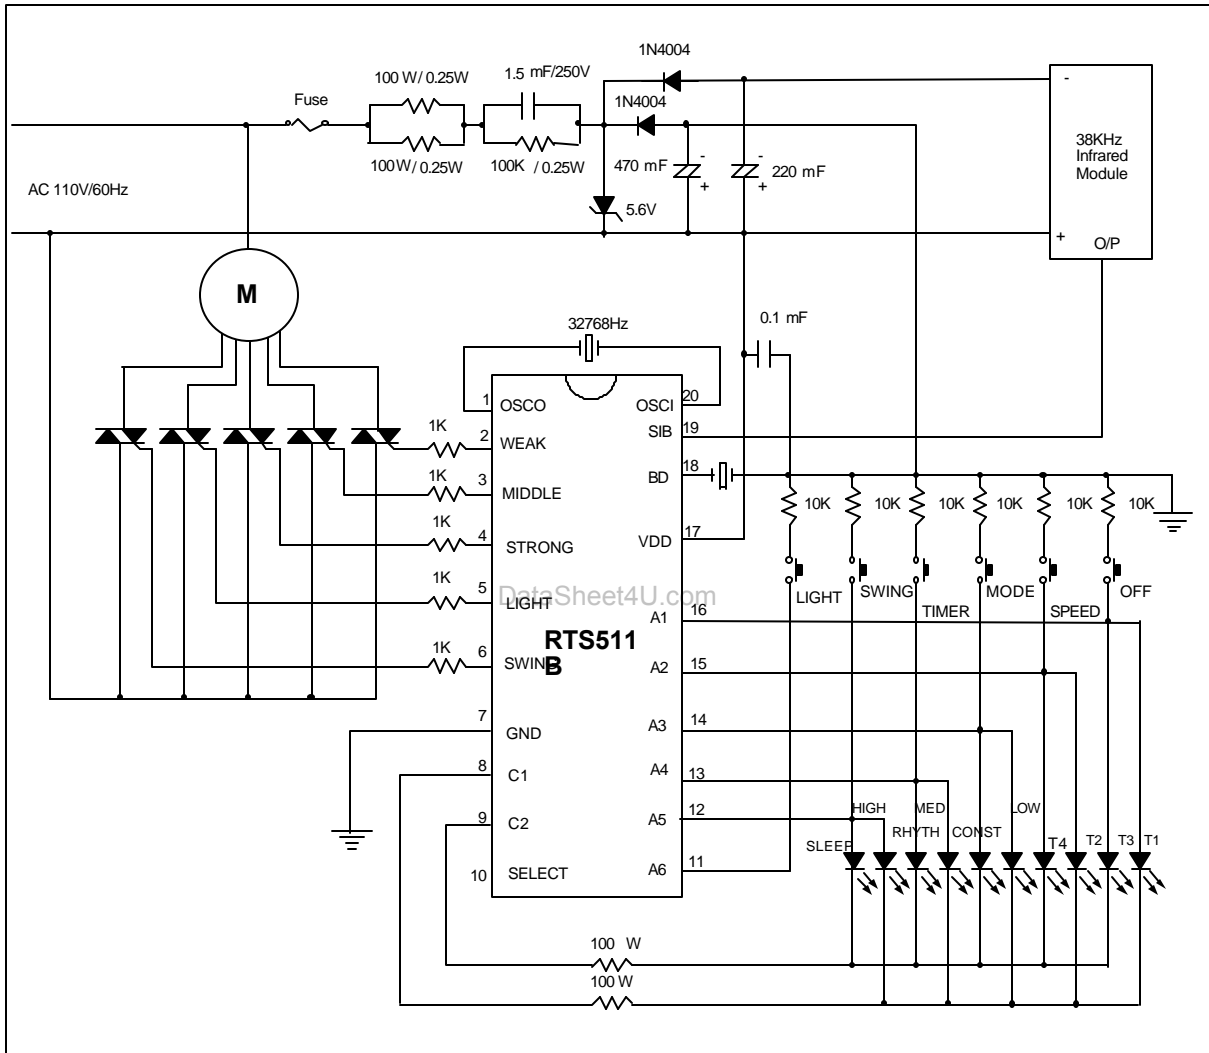 1N4004
100 W/ 0.25W
1.5 mF/250V
Fuse
1N4004
-
100W/ 0.25W
100K / 0.25W
470 mF
-
+
-
+
220 mF
38KHz
Infrared
Module
AC 110V/60Hz
5.6V
+
O/P
M
32768Hz
0.1 mF
1
OSCO
OSCI
20
1K
2
WEAK
SIB
19
1K
3
MIDDLE
BD
18
1K
4
STRONG
VDD
17
10K
10K
10K
10K
10K
10K
1K
5
LIGHT
DataSheet4U.com
LIGHT
SWING
TIMER
MODE
SPEED
OFF
A1
16
RTS511
B
1K
6
SWING
A2
15
7
GND
A3
14
8
C1
A4
13
9
C2
A5
12
HIGH
MED
LOW
RHYTH
CONST
SLEEP
T4
T2
T3
T1
10
SELECT
A6
11
100 W
100 W